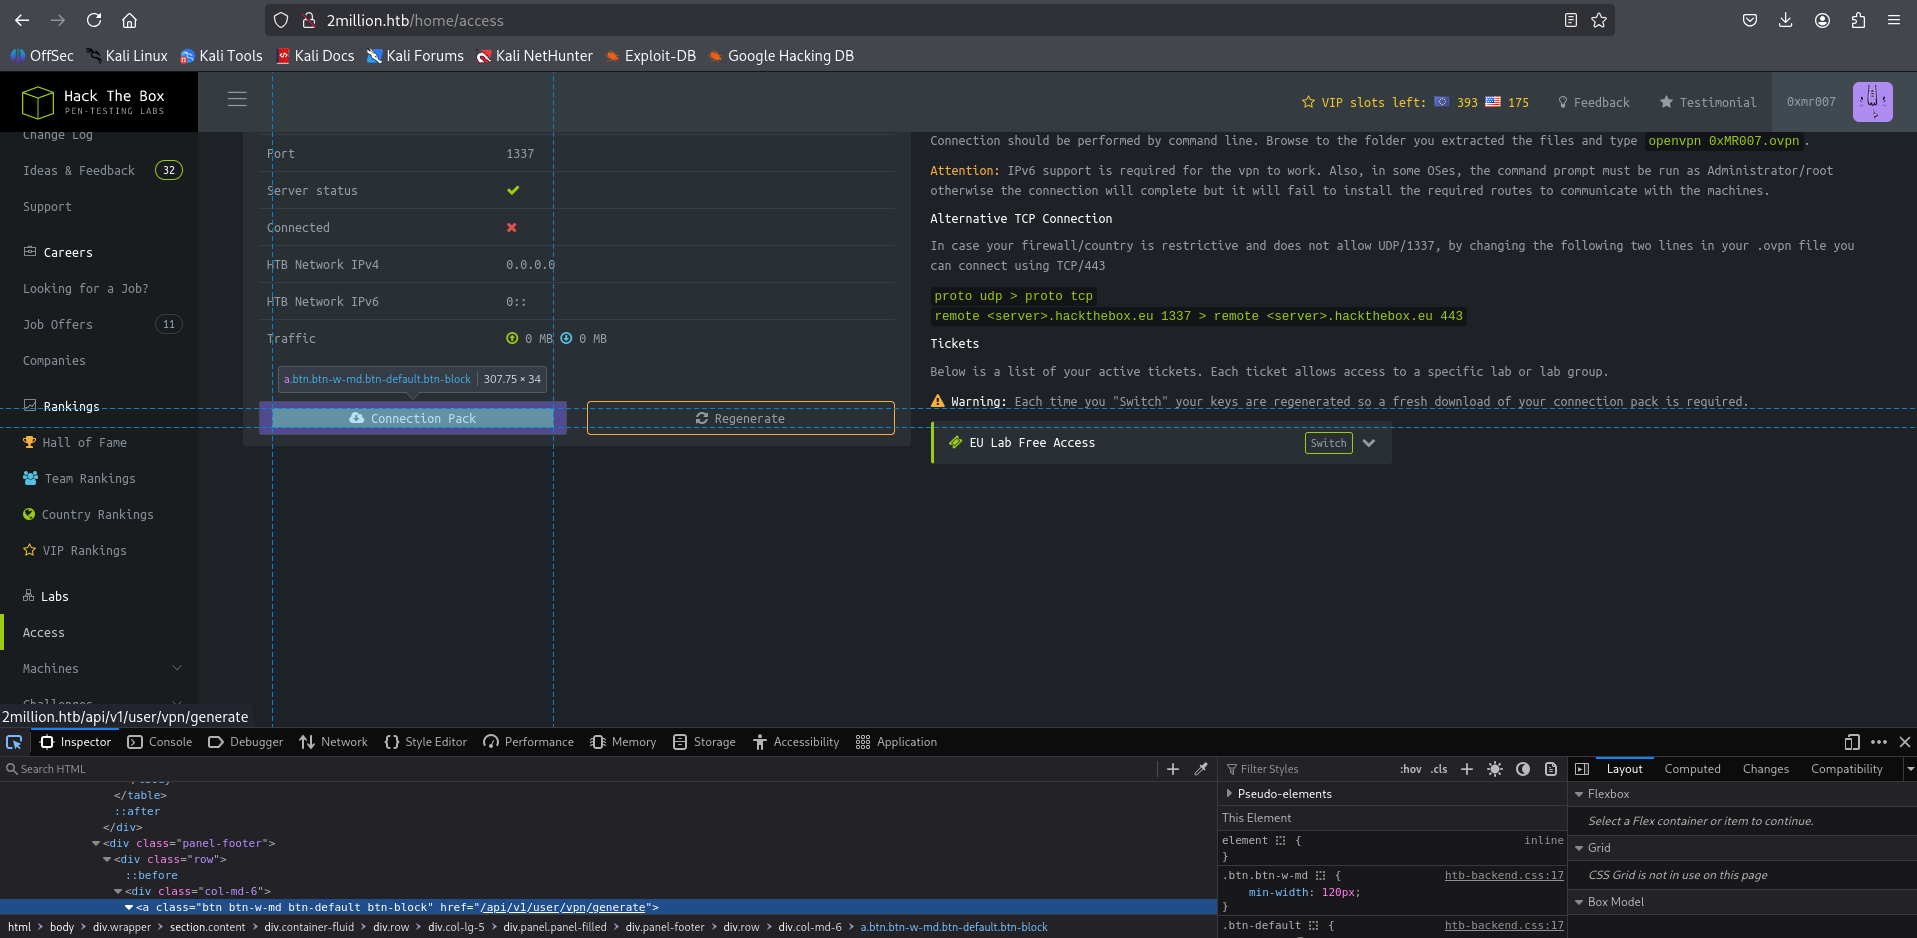 2million.htb/home/access
OffSec Kali Linux Kali Tools Kali Docs Kali Forums Kali NetHunter Exploit-DB Google Hacking DB
Hack The Box
PEN-TESTING LABS
VIP slots left: 393 175 Feedback Testimonial 0xmr007
Change Log
Ideas & Feedback 32
Support
Careers
Looking for a Job?
Job Offers 11
Companies
Rankings
Hall of Fame
Team Rankings
Country Rankings
VIP Rankings
Labs
Access
Machines
Challenges
2million.htb/api/v1/user/vpn/generate
Port 1337
Server status
Connected
HTB Network IPv4 0.0.0.0
HTB Network IPv6 0::
Traffic 0 MB 0 MB
a.btn.btn-w-md.btn-default.btn-block 307.75 × 34
Connection Pack Regenerate
Connection should be performed by command line. Browse to the folder you extracted the files and type openvpn 0xMR007.ovpn .
Attention: IPv6 support is required for the vpn to work. Also, in some OSes, the command prompt must be run as Administrator/root
otherwise the connection will complete but it will fail to install the required routes to communicate with the machines.
Alternative TCP Connection
In case your firewall/country is restrictive and does not allow UDP/1337, by changing the following two lines in your .ovpn file you
can connect using TCP/443
proto udp > proto tcp
remote <server>.hackthebox.eu 1337 > remote <server>.hackthebox.eu 443
Tickets
Below is a list of your active tickets. Each ticket allows access to a specific lab or lab group.
Warning: Each time you "Switch" your keys are regenerated so a fresh download of your connection pack is required.
EU Lab Free Access Switch
Inspector Console Debugger Network Style Editor Performance Memory Storage Accessibility Application
Search HTML
</table>
::after
</div>
<div class="panel-footer">
<div class="row">
::before
<div class="col-md-6">
<a class="btn btn-w-md btn-default btn-block" href="/api/v1/user/vpn/generate">
html body div.wrapper section.content div.container-fluid div.row div.col-lg-5 div.panel.panel-filled div.panel-footer div.row div.col-md-6 a.btn.btn-w-md.btn-default.btn-block
Filter Styles :hov .cls
Pseudo-elements
This Element
element { inline
}
.btn.btn-w-md { htb-backend.css:17
min-width: 120px;
}
.btn-default { htb-backend.css:17
Layout Computed Changes Compatibility
Flexbox
Select a Flex container or item to continue.
Grid
CSS Grid is not in use on this page
Box Model